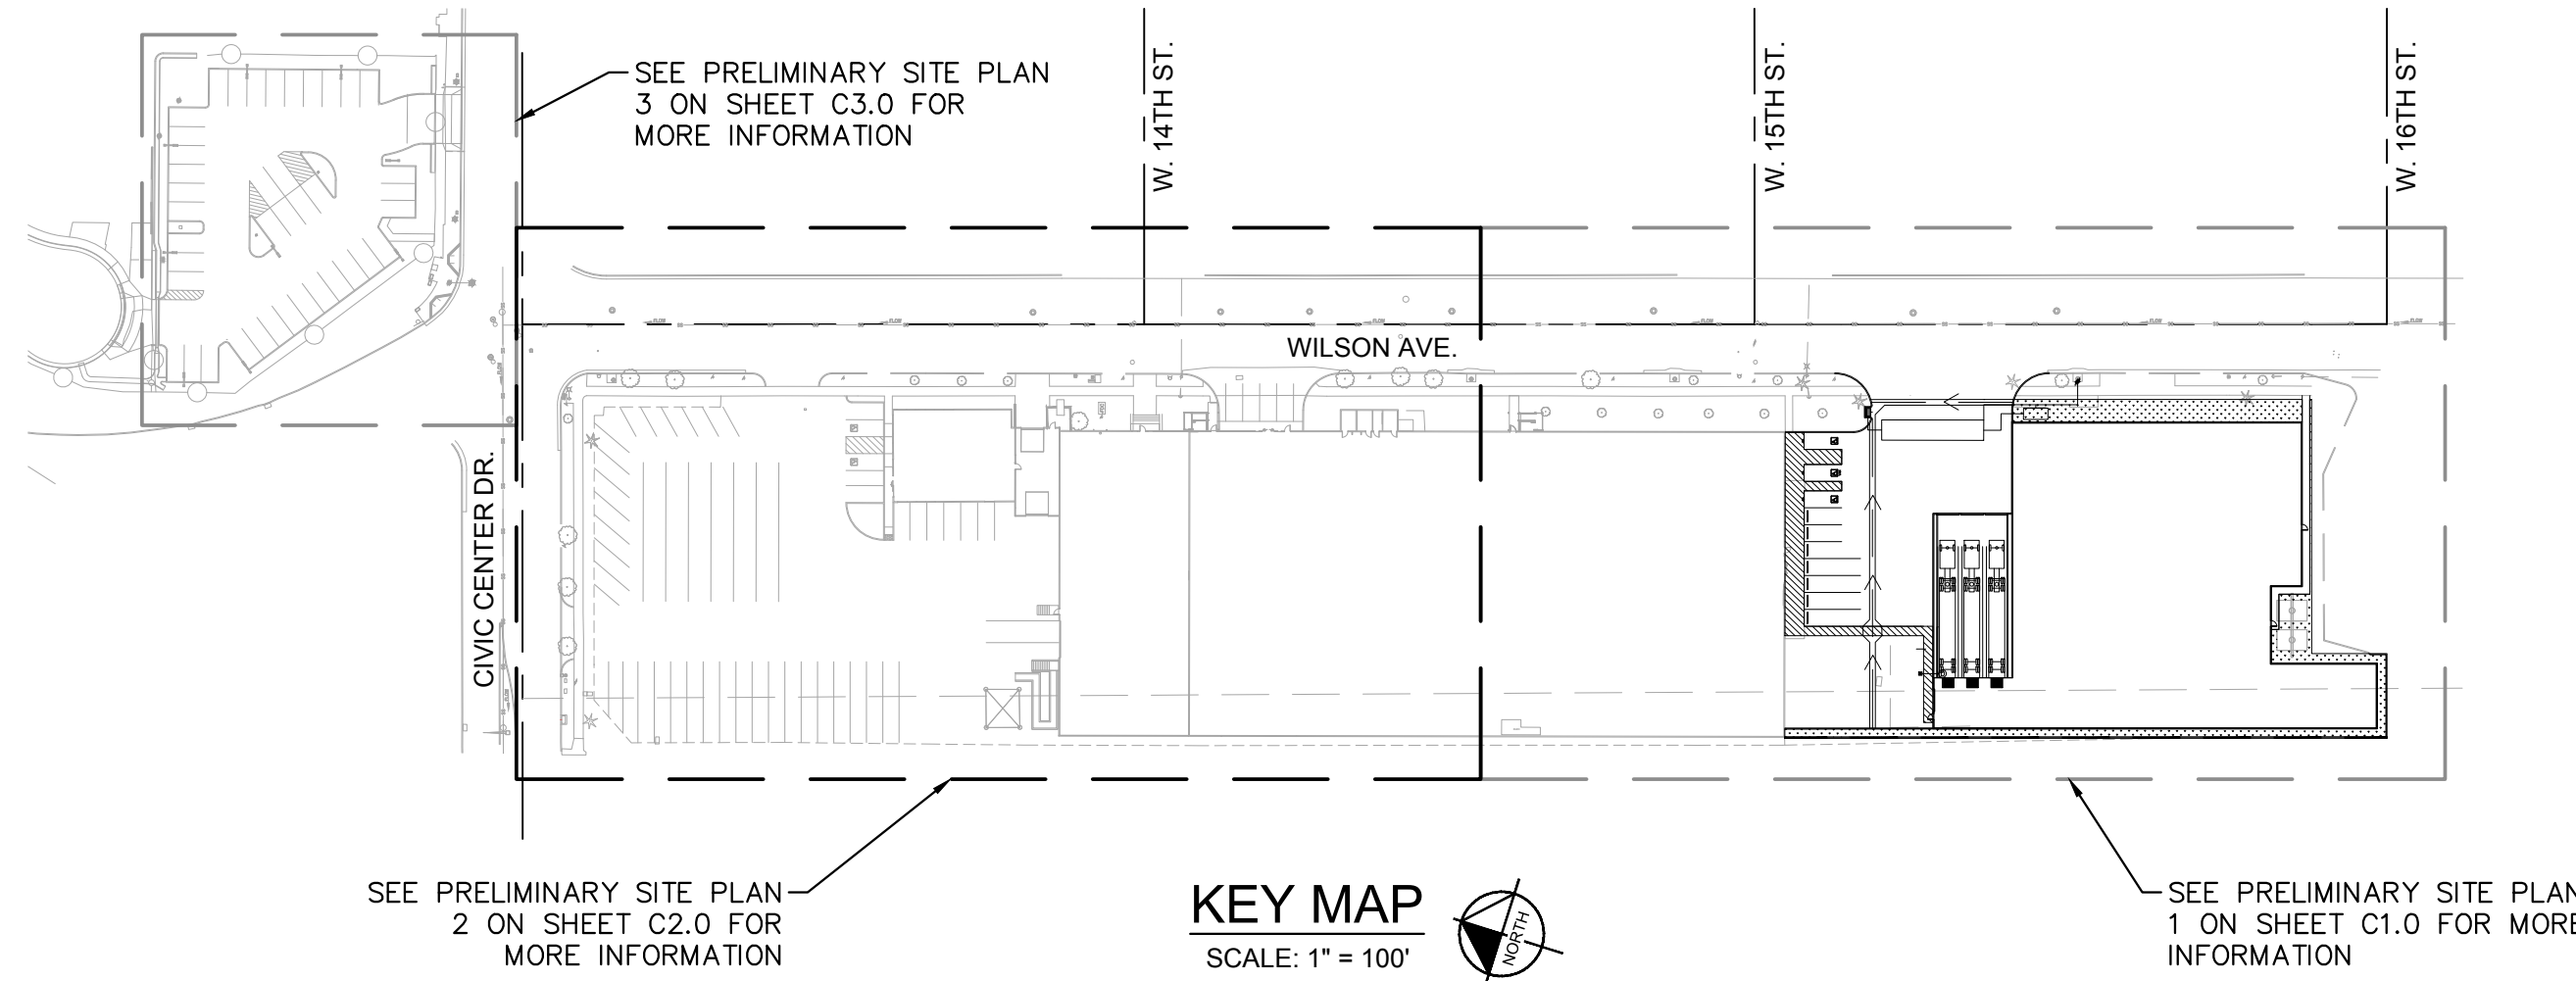 SEE PRELIMINARY SITE PLAN
3 ON SHEET C3.0 FOR
MORE INFORMATION
W. 14TH ST.
W. 15TH ST.
W. 16TH ST.
WILSON AVE.
CIVIC CENTER DR.
SEE PRELIMINARY SITE PLAN
2 ON SHEET C2.0 FOR
MORE INFORMATION
KEY MAP
SCALE: 1" = 100'
NORTH
SEE PRELIMINARY SITE PLAN
1 ON SHEET C1.0 FOR MORE
INFORMATION